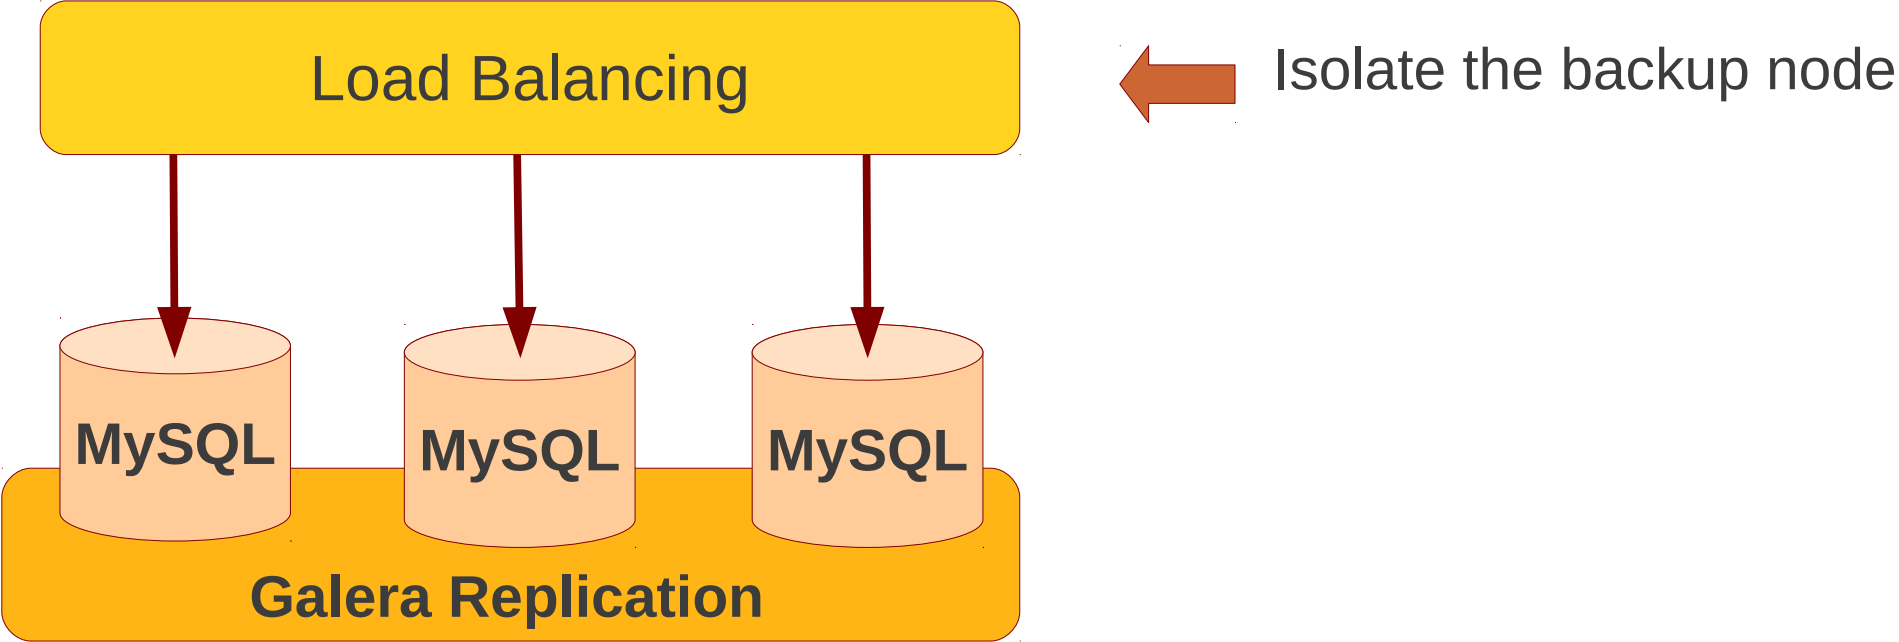 Load Balancing
Isolate the backup node
MySQL
MySQL
MySQL
Galera Replication